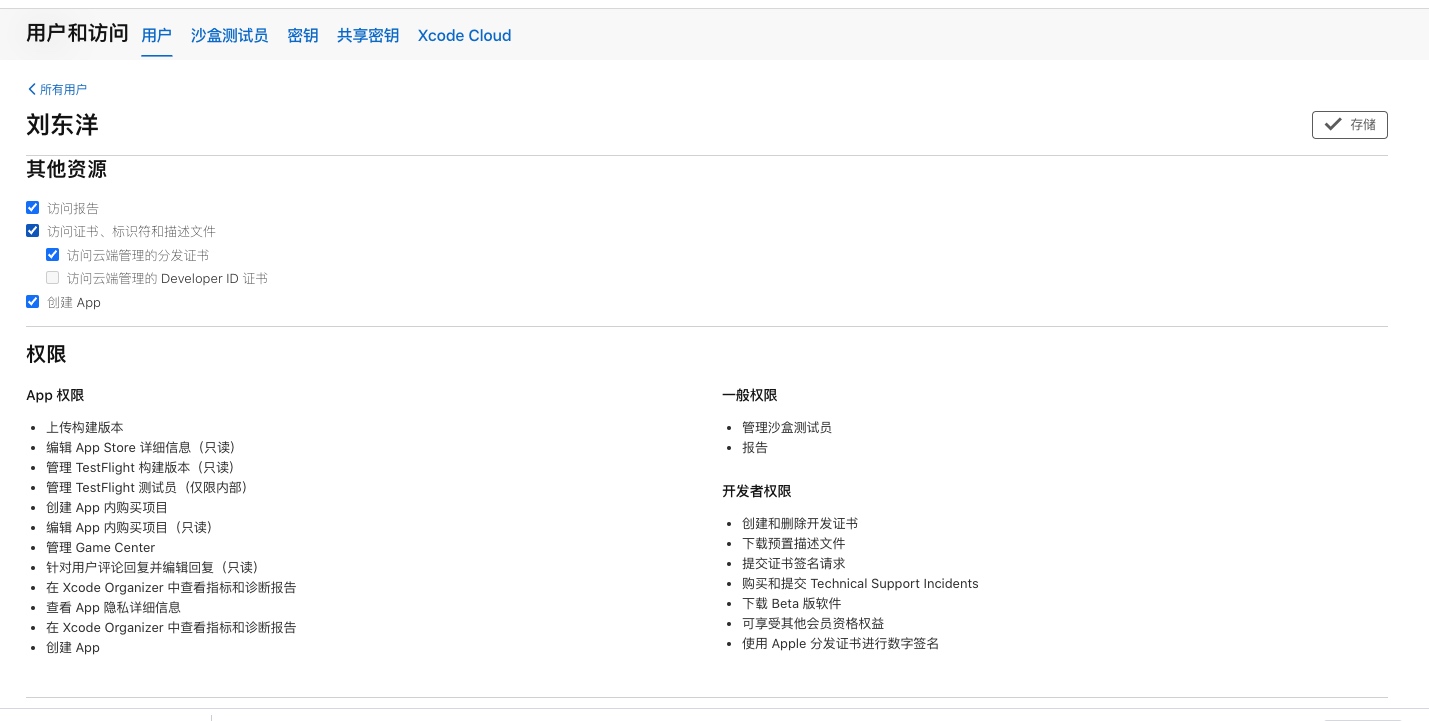 用户和访问 用户 沙盒测试员 密钥 共享密钥 Xcode Cloud
所有用户
刘东洋
存储
其他资源
访问报告
访问证书、标识符和描述文件
访问云端管理的分发证书
访问云端管理的 Developer ID 证书
创建 App
权限
App 权限
上传构建版本
编辑 App Store 详细信息（只读）
管理 TestFlight 构建版本（只读）
管理 TestFlight 测试员（仅限内部）
创建 App 内购买项目
编辑 App 内购买项目（只读）
管理 Game Center
针对用户评论回复并编辑回复（只读）
在 Xcode Organizer 中查看指标和诊断报告
查看 App 隐私详细信息
在 Xcode Organizer 中查看指标和诊断报告
创建 App
一般权限
管理沙盒测试员
报告
开发者权限
创建和删除开发证书
下载预置描述文件
提交证书签名请求
购买和提交 Technical Support Incidents
下载 Beta 版软件
可享受其他会员资格权益
使用 Apple 分发证书进行数字签名